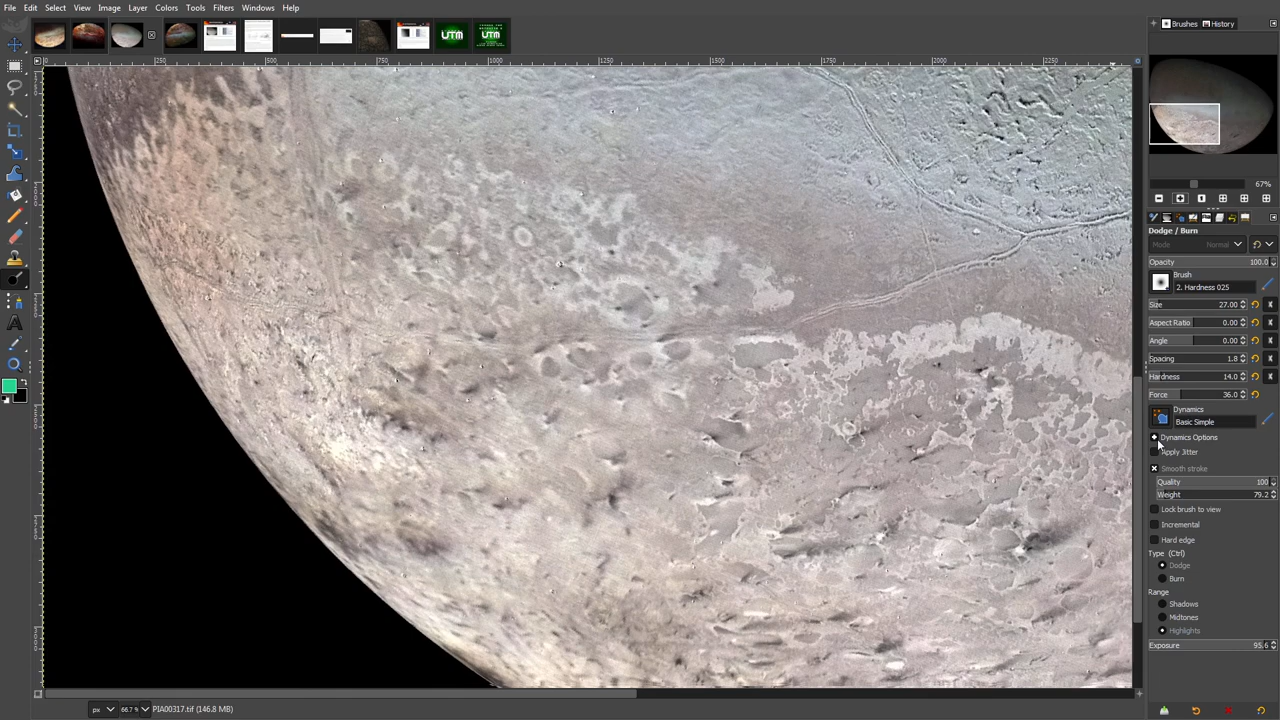 File Edit Select View Image Layer Colors Tools Filters Windows Help
Brushes History
UTM
0 250 500 750 1000 1250 1500 1750 2000 2250
67%
Dodge / Burn
Mode Normal
Opacity 100.0
Brush
2. Hardness 025
Size 27.00
Aspect Ratio 0.00
Angle 0.00
Spacing 1.8
Hardness 14.0
Force 36.0
Dynamics
Basic Simple
Dynamics Options
Apply Jitter
Smooth stroke
Quality 100
Weight 79.2
Lock brush to view
Incremental
Hard edge
Type (Ctrl)
Dodge
Burn
Range
Shadows
Midtones
Highlights
Exposure 95.6
px 66.7 % PIA00317.tif (146.8 MB)